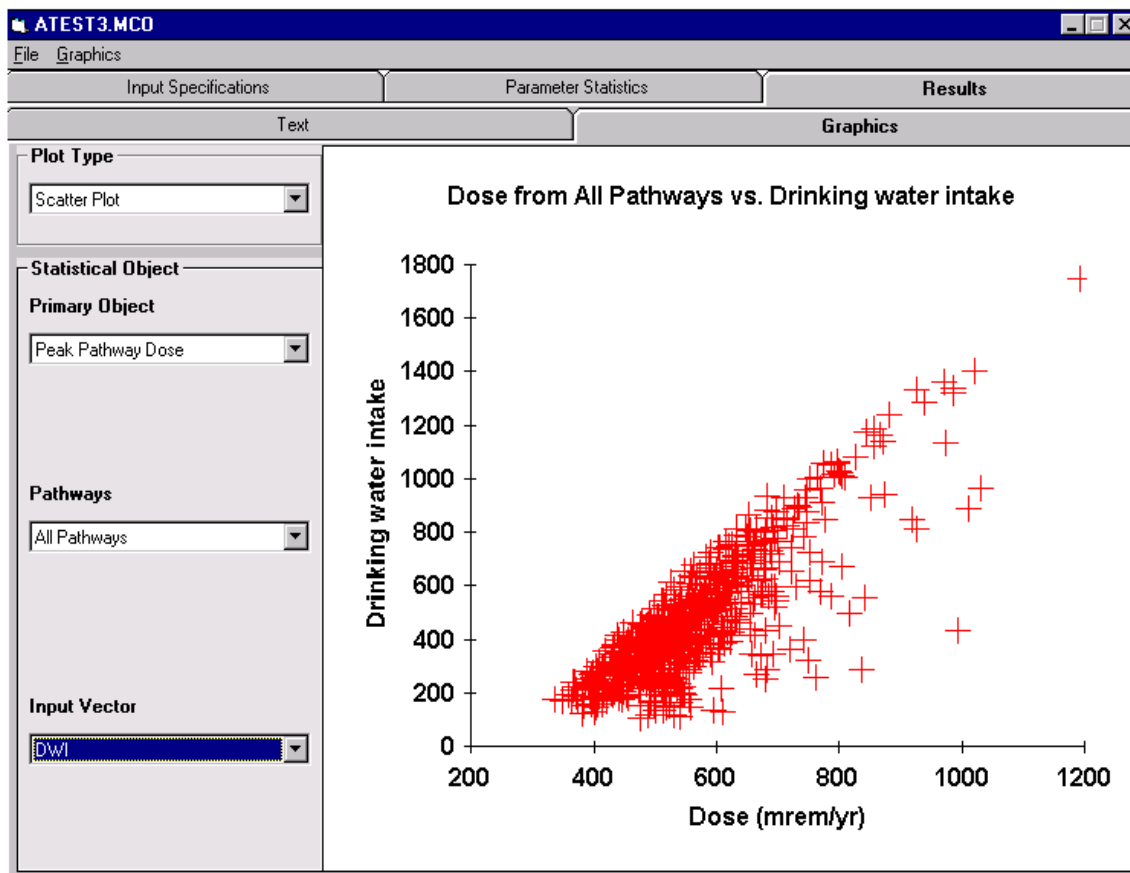 ATEST3.MCO
File Graphics
Input Specifications Parameter Statistics Results
Text Graphics
Plot Type
Scatter Plot
Statistical Object
Primary Object
Peak Pathway Dose
Pathways
All Pathways
Input Vector
DWI
Dose from All Pathways vs. Drinking water intake
Drinking water intake
1800
1600
1400
1200
1000
800
600
400
200
0
200 400 600 800 1000 1200
Dose (mrem/yr)